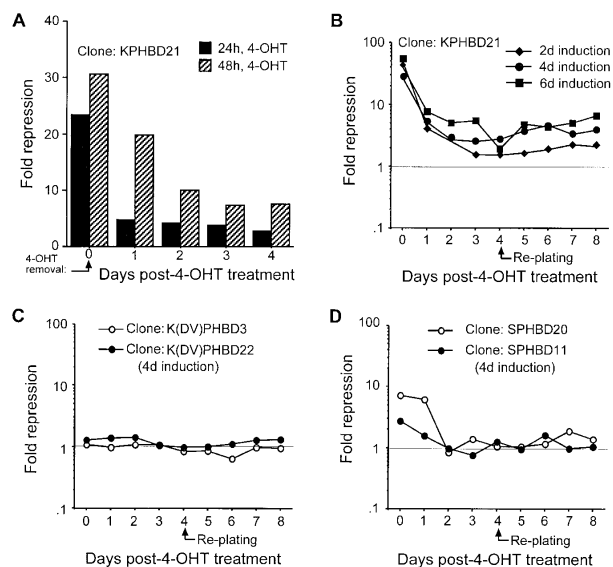 A
Clone: KPHBD21
24h, 4-OHT
48h, 4-OHT
Fold repression
40
30
20
10
0
0 1 2 3 4
4-OHT
removal:
Days post-4-OHT treatment
B
Clone: KPHBD21
2d induction
4d induction
6d induction
Fold repression
100
10
1
.1
0 1 2 3 4 5 6 7 8
Re-plating
Days post-4-OHT treatment
C
Clone: K(DV)PHBD3
Clone: K(DV)PHBD22
(4d induction)
Fold repression
100
10
1
.1
0 1 2 3 4 5 6 7 8
Re-plating
Days post-4-OHT treatment
D
Clone: SPHBD20
Clone: SPHBD11
(4d induction)
Fold repression
100
10
1
.1
0 1 2 3 4 5 6 7 8
Re-plating
Days post-4-OHT treatment